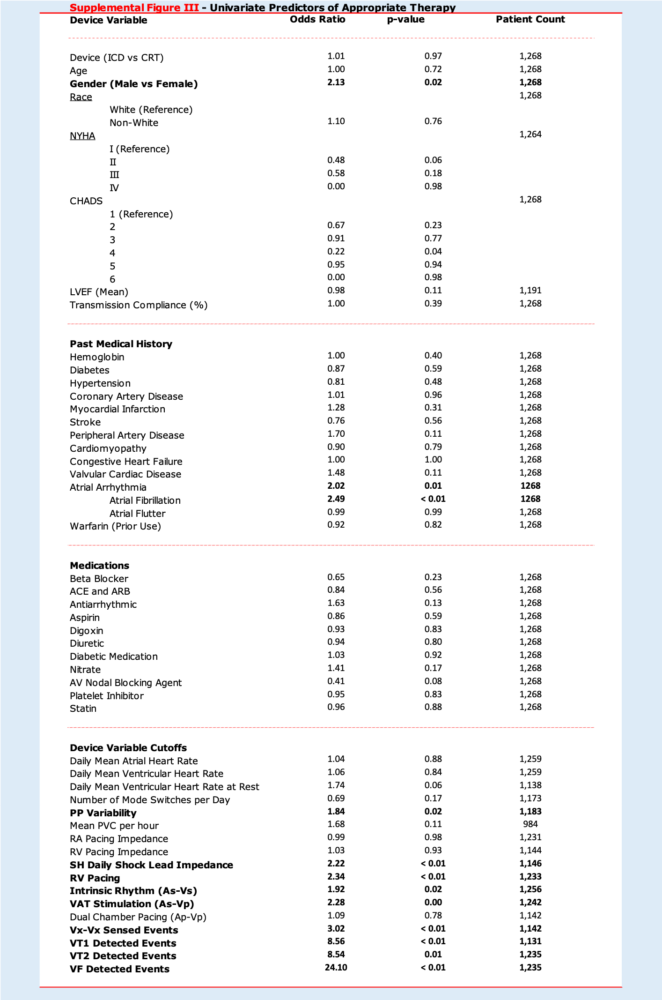 Supplemental Figure III - Univariate Predictors of Appropriate Therapy
Device Variable Odds Ratio p-value Patient Count
Device (ICD vs CRT) 1.01 0.97 1,268
Age 1.00 0.72 1,268
Gender (Male vs Female) 2.13 0.02 1,268
Race 1,268
White (Reference)
Non-White 1.10 0.76
NYHA 1,264
I (Reference)
II 0.48 0.06
III 0.58 0.18
IV 0.00 0.98
CHADS 1,268
1 (Reference)
2 0.67 0.23
3 0.91 0.77
4 0.22 0.04
5 0.95 0.94
6 0.00 0.98
LVEF (Mean) 0.98 0.11 1,191
Transmission Compliance (%) 1.00 0.39 1,268
Past Medical History
Hemoglobin 1.00 0.40 1,268
Diabetes 0.87 0.59 1,268
Hypertension 0.81 0.48 1,268
Coronary Artery Disease 1.01 0.96 1,268
Myocardial Infarction 1.28 0.31 1,268
Stroke 0.76 0.56 1,268
Peripheral Artery Disease 1.70 0.11 1,268
Cardiomyopathy 0.90 0.79 1,268
Congestive Heart Failure 1.00 1.00 1,268
Valvular Cardiac Disease 1.48 0.11 1,268
Atrial Arrhythmia 2.02 0.01 1268
Atrial Fibrillation 2.49 < 0.01 1268
Atrial Flutter 0.99 0.99 1,268
Warfarin (Prior Use) 0.92 0.82 1,268
Medications
Beta Blocker 0.65 0.23 1,268
ACE and ARB 0.84 0.56 1,268
Antiarrhythmic 1.63 0.13 1,268
Aspirin 0.86 0.59 1,268
Digoxin 0.93 0.83 1,268
Diuretic 0.94 0.80 1,268
Diabetic Medication 1.03 0.92 1,268
Nitrate 1.41 0.17 1,268
AV Nodal Blocking Agent 0.41 0.08 1,268
Platelet Inhibitor 0.95 0.83 1,268
Statin 0.96 0.88 1,268
Device Variable Cutoffs
Daily Mean Atrial Heart Rate 1.04 0.88 1,259
Daily Mean Ventricular Heart Rate 1.06 0.84 1,259
Daily Mean Ventricular Heart Rate at Rest 1.74 0.06 1,138
Number of Mode Switches per Day 0.69 0.17 1,173
PP Variability 1.84 0.02 1,183
Mean PVC per hour 1.68 0.11 984
RA Pacing Impedance 0.99 0.98 1,231
RV Pacing Impedance 1.03 0.93 1,144
SH Daily Shock Lead Impedance 2.22 < 0.01 1,146
RV Pacing 2.34 < 0.01 1,233
Intrinsic Rhythm (As-Vs) 1.92 0.02 1,256
VAT Stimulation (As-Vp) 2.28 0.00 1,242
Dual Chamber Pacing (Ap-Vp) 1.09 0.78 1,142
Vx-Vx Sensed Events 3.02 < 0.01 1,142
VT1 Detected Events 8.56 < 0.01 1,131
VT2 Detected Events 8.54 0.01 1,235
VF Detected Events 24.10 < 0.01 1,235